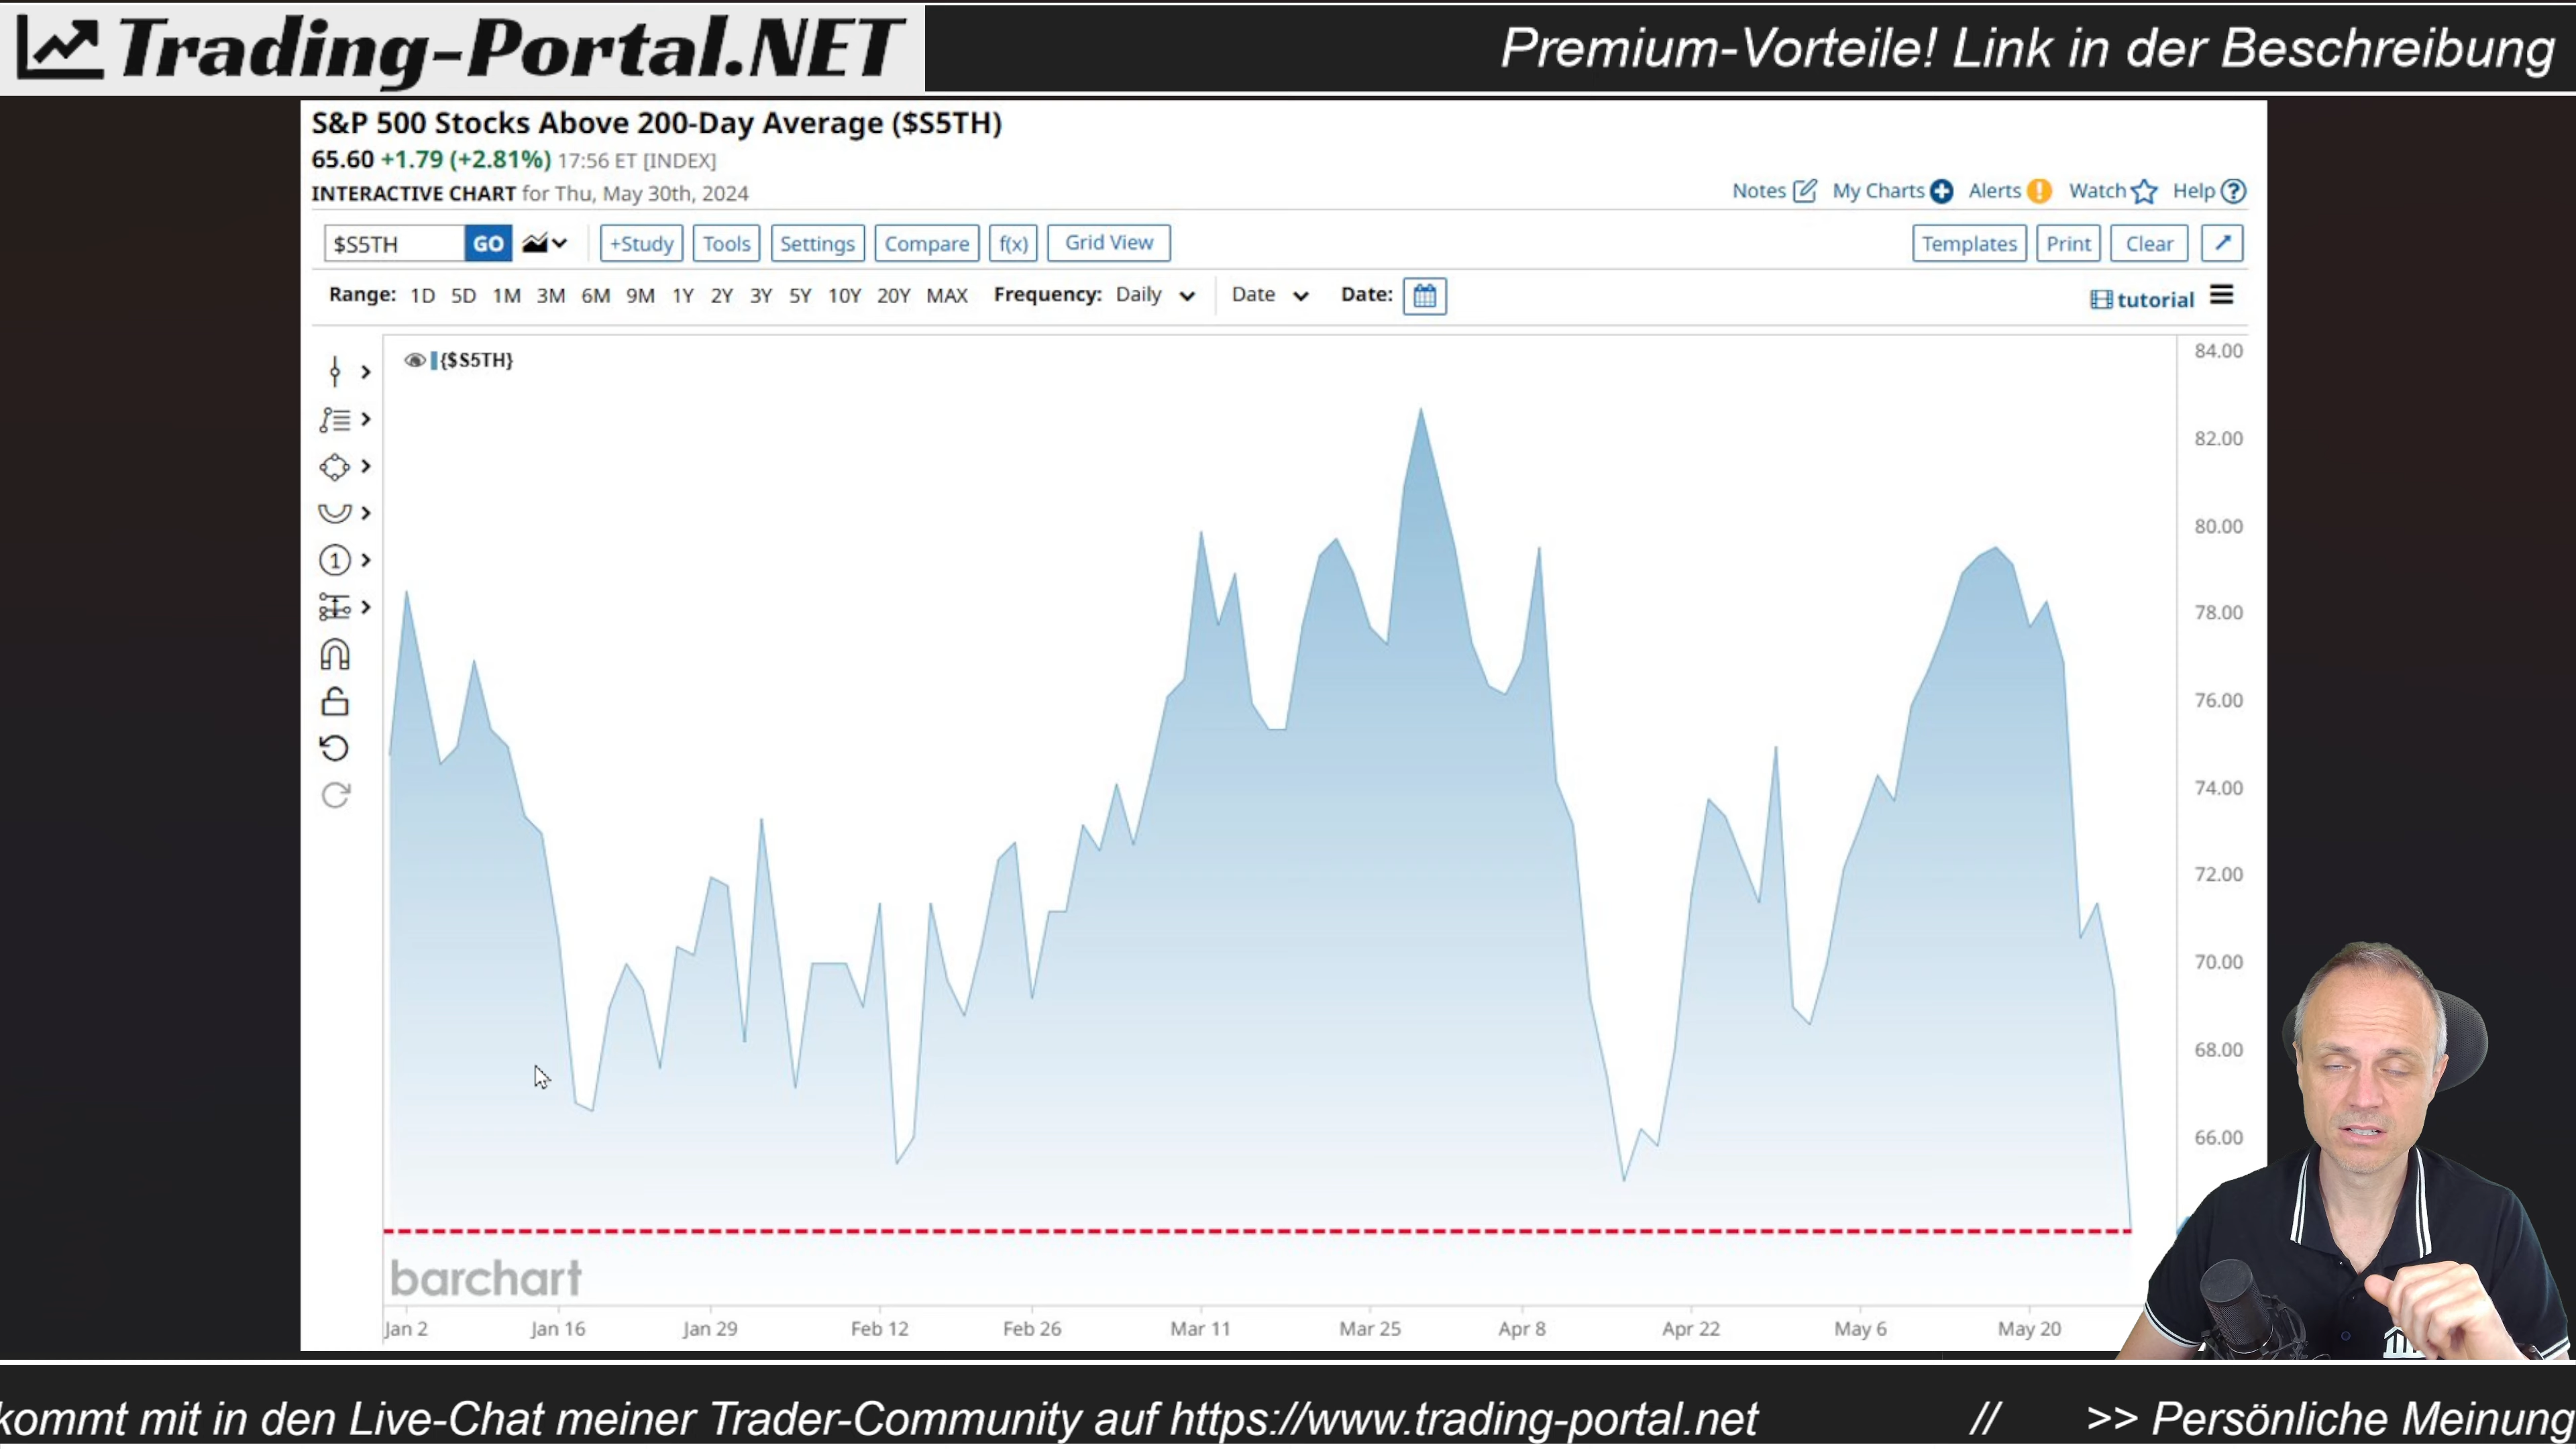 Trading-Portal.NET
Premium-Vorteile! Link in der Beschreibung
S&P 500 Stocks Above 200-Day Average ($S5TH)
65.60 +1.79 (+2.81%) 17:56 ET [INDEX]
INTERACTIVE CHART for Thu, May 30th, 2024
Notes My Charts Alerts Watch Help
$S5TH GO +Study Tools Settings Compare f(x) Grid View Templates Print Clear
Range: 1D 5D 1M 3M 6M 9M 1Y 2Y 3Y 5Y 10Y 20Y MAX Frequency: Daily Date Date: tutorial
{$S5TH}
84.00
82.00
80.00
78.00
76.00
74.00
72.00
70.00
68.00
66.00
1
barchart
Jan 2 Jan 16 Jan 29 Feb 12 Feb 26 Mar 11 Mar 25 Apr 8 Apr 22 May 6 May 20
kommt mit in den Live-Chat meiner Trader-Community auf https://www.trading-portal.net // >> Persönliche Meinung